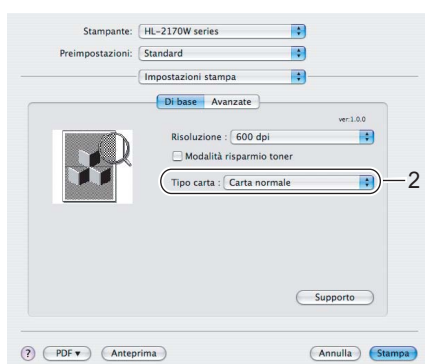 Stampante: HL-2170W series
Preimpostazioni: Standard
Impostazioni stampa
Di base Avanzate
ver.1.0.0
Risoluzione : 600 dpi
Modalità risparmio toner
Tipo carta : Carta normale
2
Supporto
? PDF ▼ Anteprima Annulla Stampa